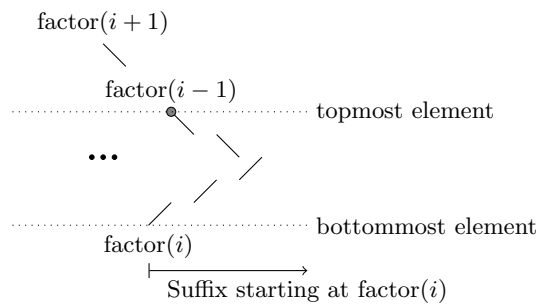 factor(i + 1)
factor(i − 1)
topmost element
bottommost element
factor(i)
Suffix starting at factor(i)